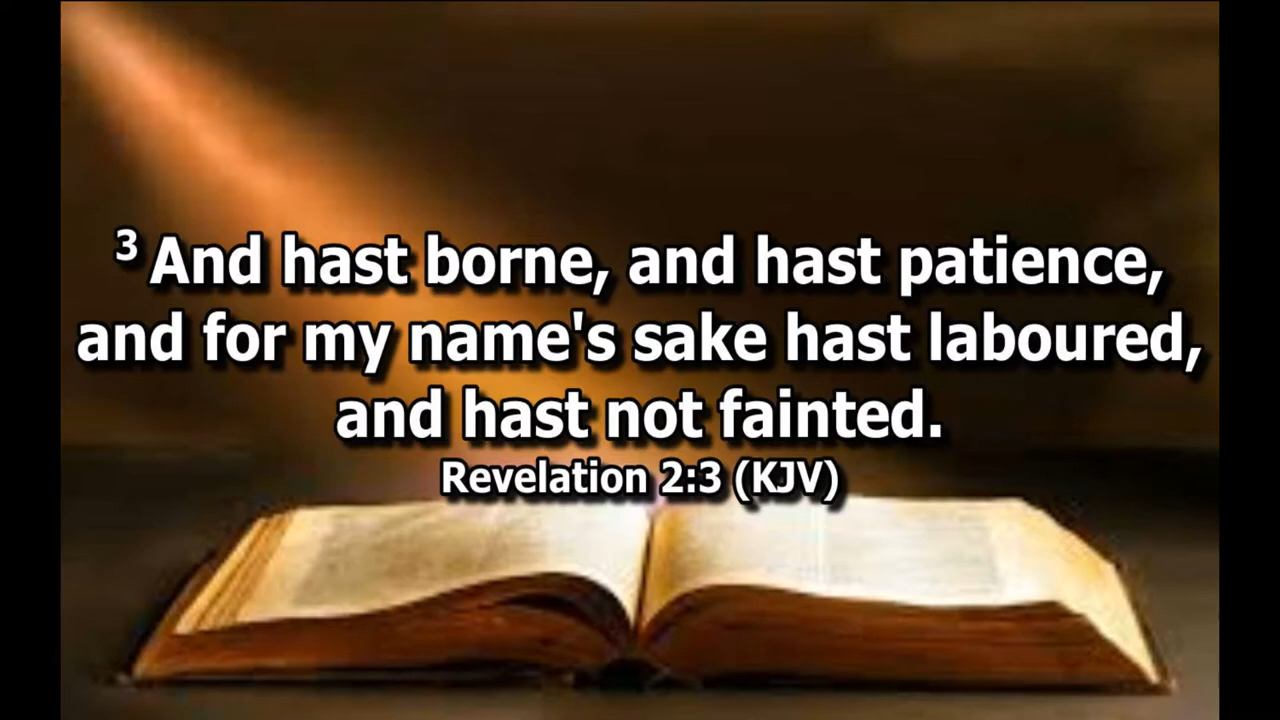 3 And hast borne, and hast patience,
and for my name's sake hast laboured,
and hast not fainted.
Revelation 2:3 (KJV)